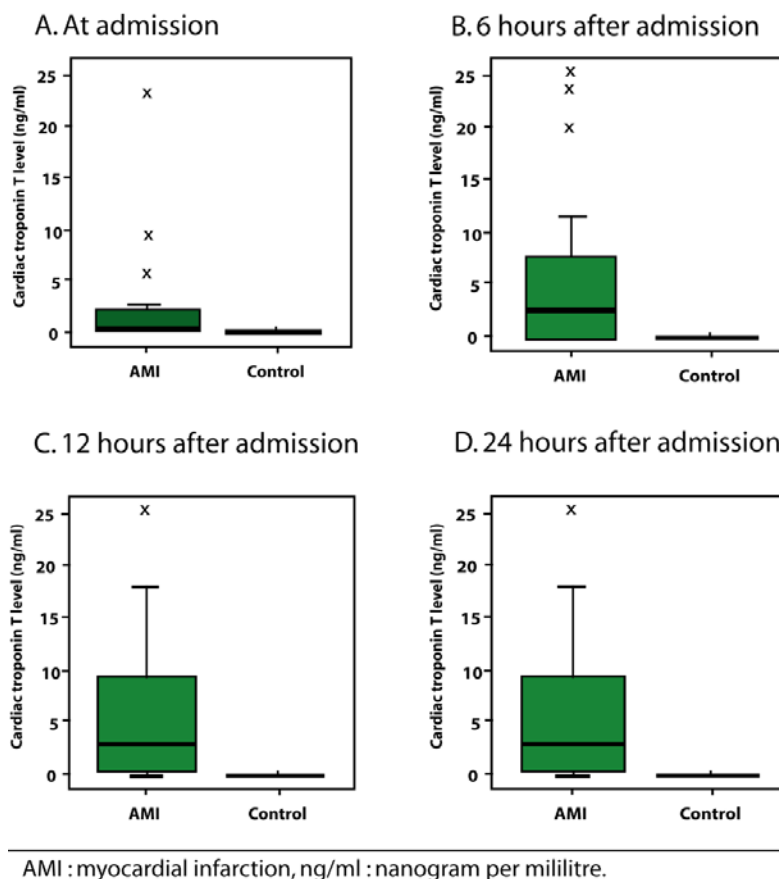 A. At admission
Cardiac troponin T level (ng/ml)
25
20
15
10
5
0
x
x
x
AMI
Control
B. 6 hours after admission
Cardiac troponin T level (ng/ml)
25
20
15
10
5
0
x
x
x
AMI
Control
C. 12 hours after admission
Cardiac troponin T level (ng/ml)
25
20
15
10
5
0
x
AMI
Control
D. 24 hours after admission
Cardiac troponin T level (ng/ml)
25
20
15
10
5
0
x
AMI
Control
AMI : myocardial infarction, ng/ml : nanogram per mililitre.